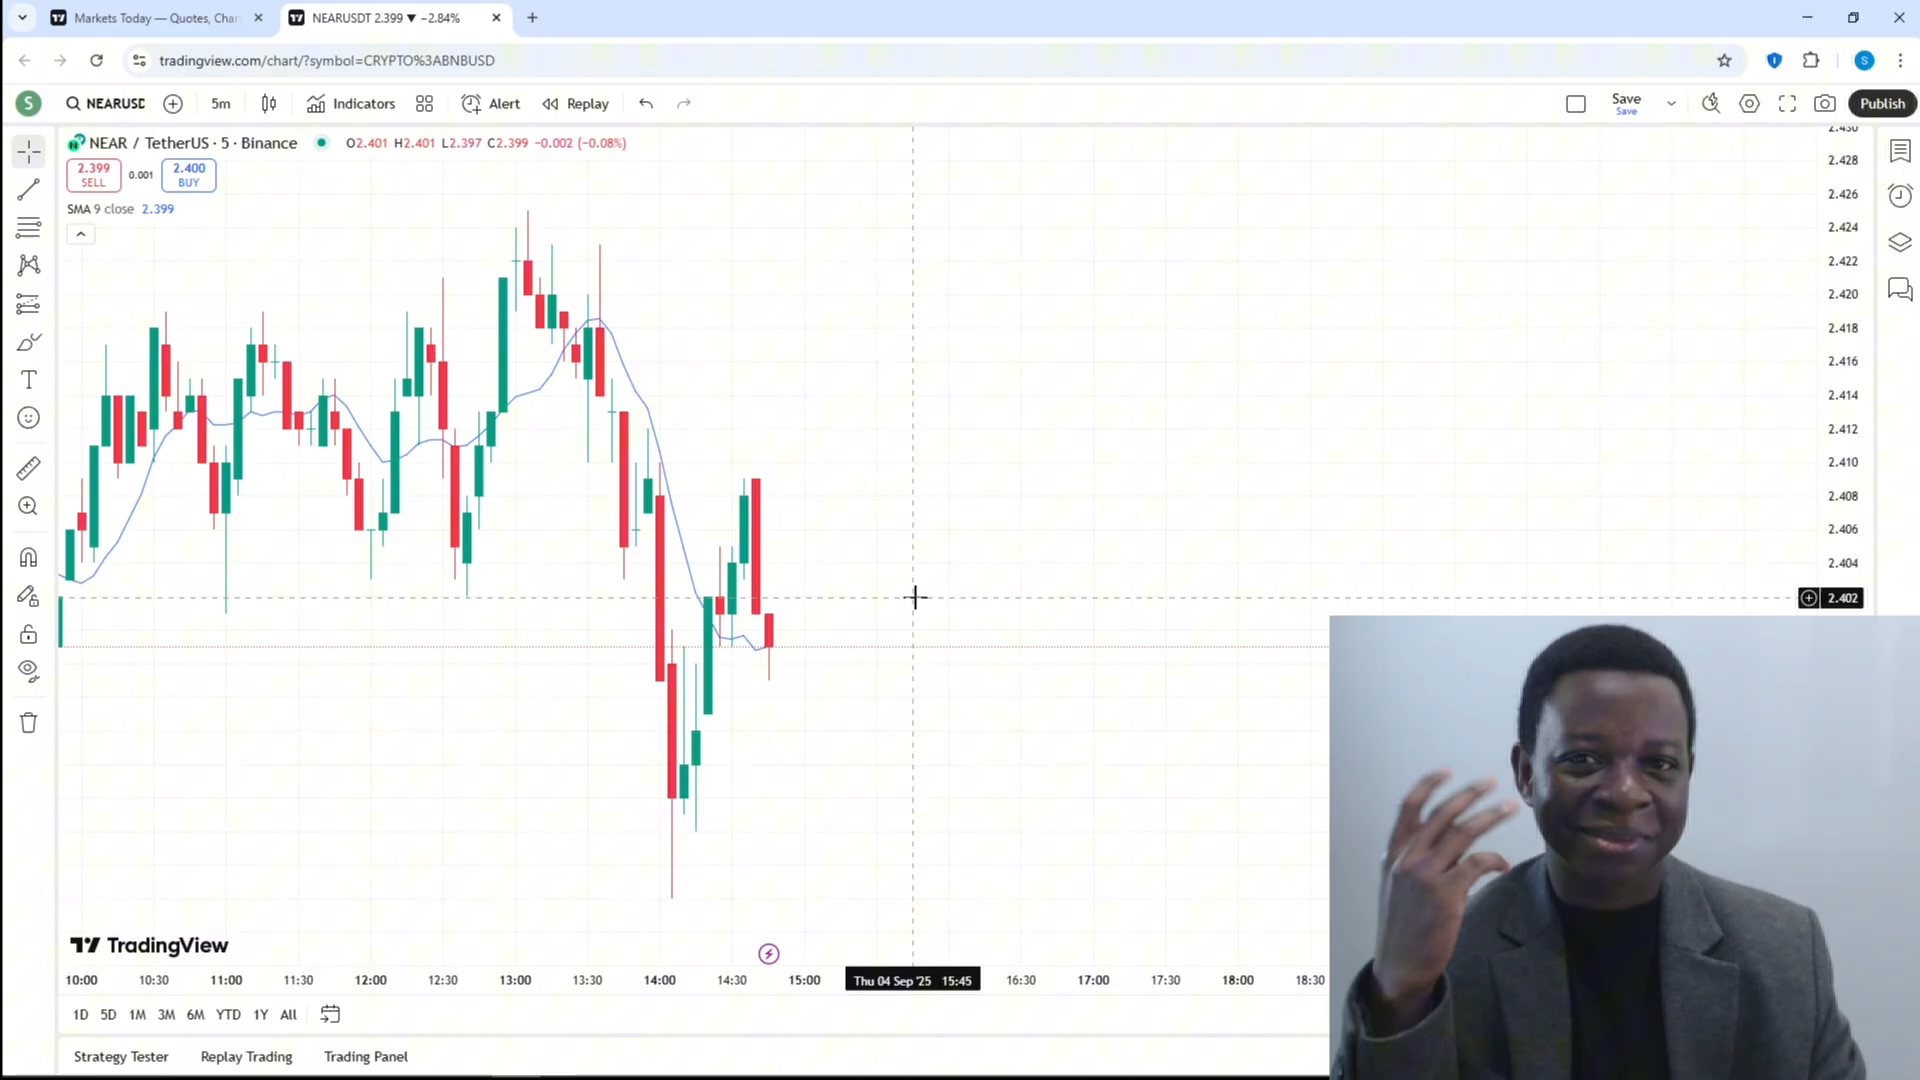 Markets Today — Quotes, Char
NEARUSDT 2.399 ▼ −2.84%
tradingview.com/chart/?symbol=CRYPTO%3ABNBUSD
S
S
NEARUSD
5m
Indicators
Alert
Replay
Save
Save
Publish
NEAR / TetherUS · 5 · Binance
O2.401 H2.401 L2.397 C2.399 −0.002 (−0.08%)
2.399
SELL
0.001
2.400
BUY
SMA 9 close 2.399
2.430
2.428
2.426
2.424
2.422
2.420
2.418
2.416
2.414
2.412
2.410
2.408
2.406
2.404
2.402
TradingView
10:00 10:30 11:00 11:30 12:00 12:30 13:00 13:30 14:00 14:30 15:00 Thu 04 Sep '25 15:45 16:30 17:00 17:30 18:00 18:30
1D 5D 1M 3M 6M YTD 1Y All
Strategy Tester Replay Trading Trading Panel